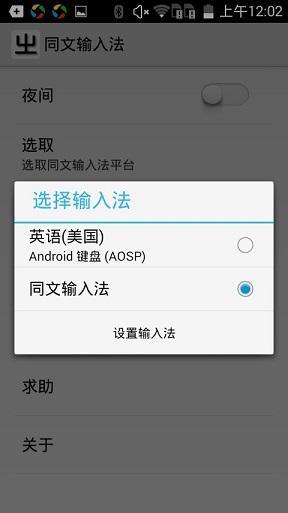 上午12:02
同文输入法
夜间
选取
选取同文输入法平台
选择输入法
英语(美国)
Android 键盘 (AOSP)
同文输入法
设置输入法
求助
关于